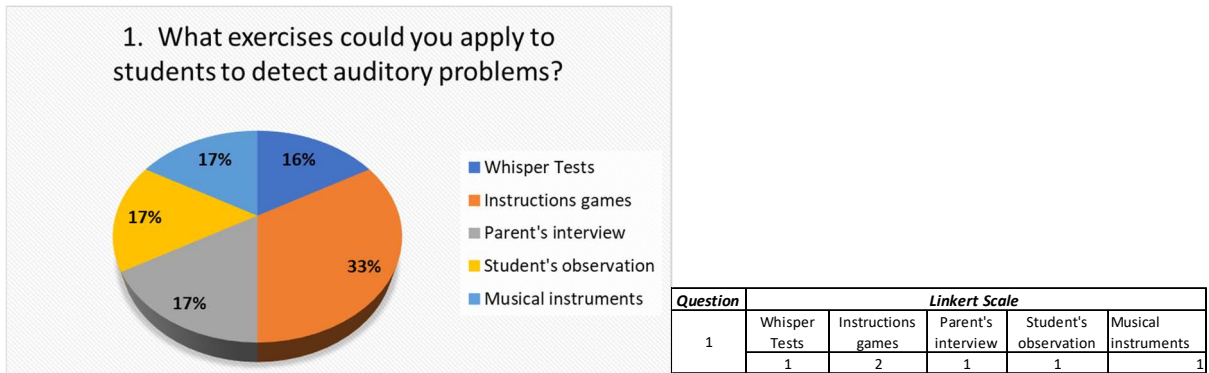 1. What exercises could you apply to
students to detect auditory problems?
17%
16%
17%
33%
17%
Whisper Tests
Instructions games
Parent's interview
Student's observation
Musical instruments
Question Linkert Scale
1
Whisper Tests
Instructions games
Parent's interview
Student's observation
Musical instruments
1 2 1 1 1